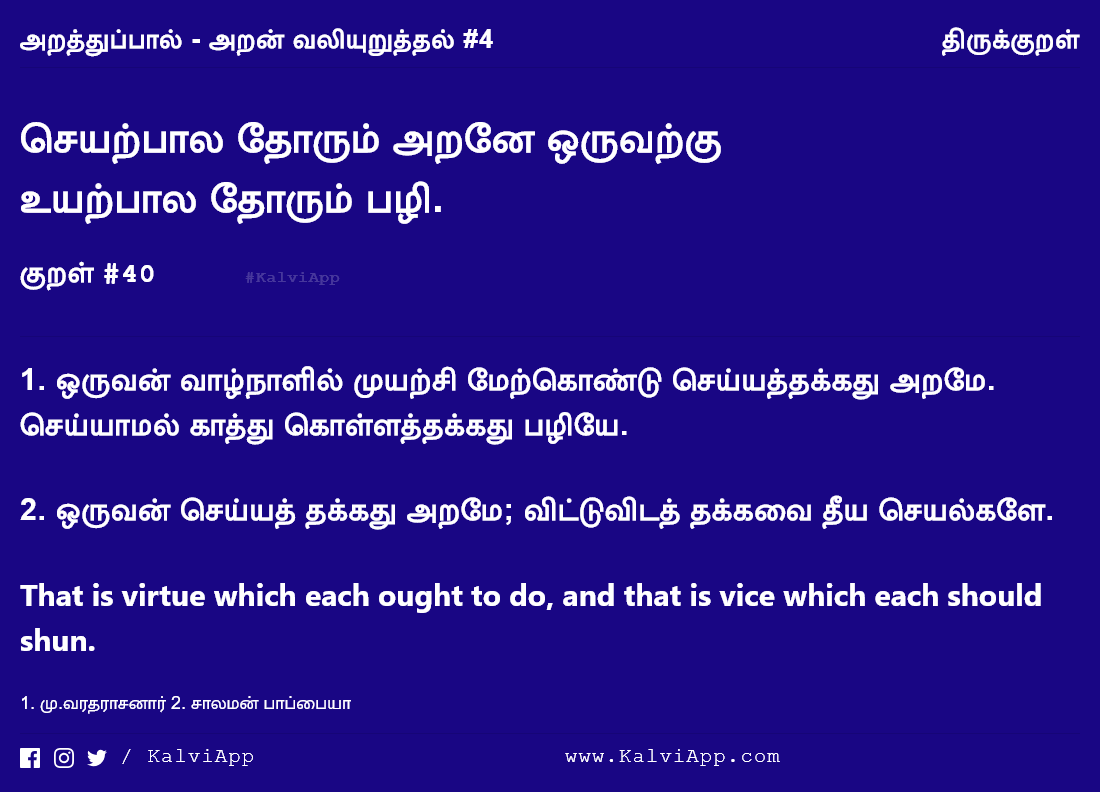 அறத்துப்பால் - அறன் வலியுறுத்தல் #4
திருக்குறள்
செயற்பால தோரும் அறனே ஒருவற்கு
உயற்பால தோரும் பழி.
குறள் #40
#KalviApp
1. ஒருவன் வாழ்நாளில் முயற்சி மேற்கொண்டு செய்யத்தக்கது அறமே.
செய்யாமல் காத்து கொள்ளத்தக்கது பழியே.
2. ஒருவன் செய்யத் தக்கது அறமே; விட்டுவிடத் தக்கவை தீய செயல்களே.
That is virtue which each ought to do, and that is vice which each should
shun.
1. மு.வரதராசனார் 2. சாலமன் பாப்பையா
/ KalviApp
www.KalviApp.com